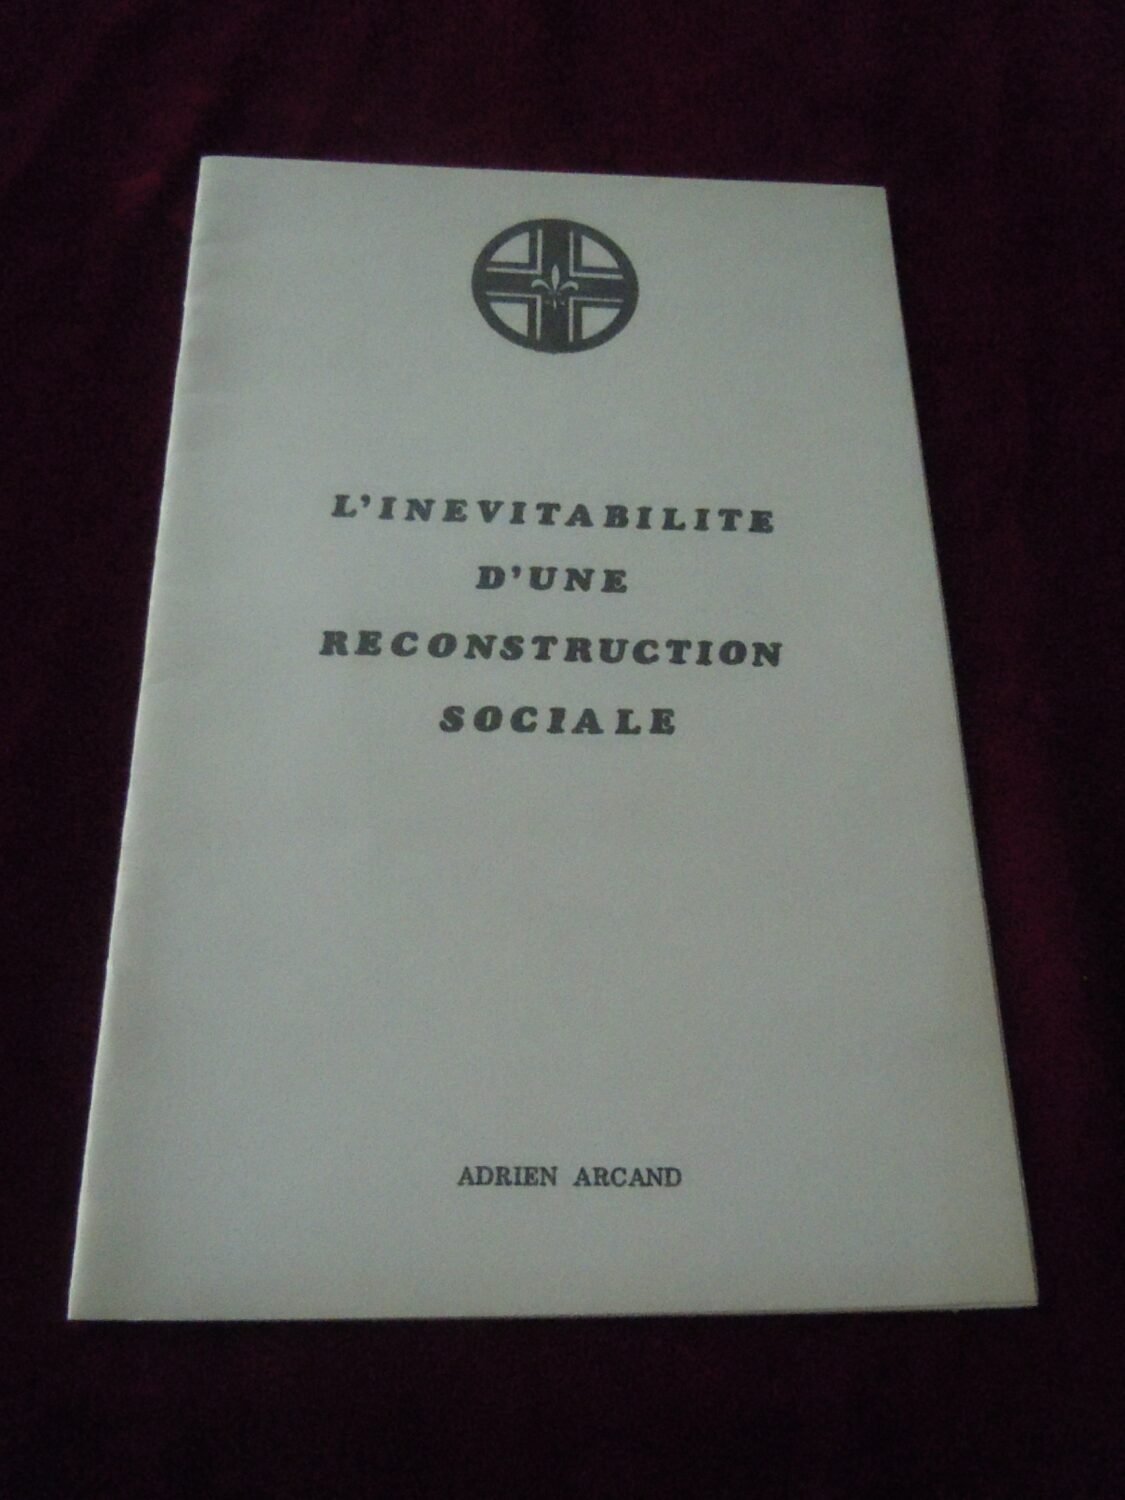 L'INEVITABILITE
D'UNE
RECONSTRUCTION
SOCIALE
ADRIEN ARCAND